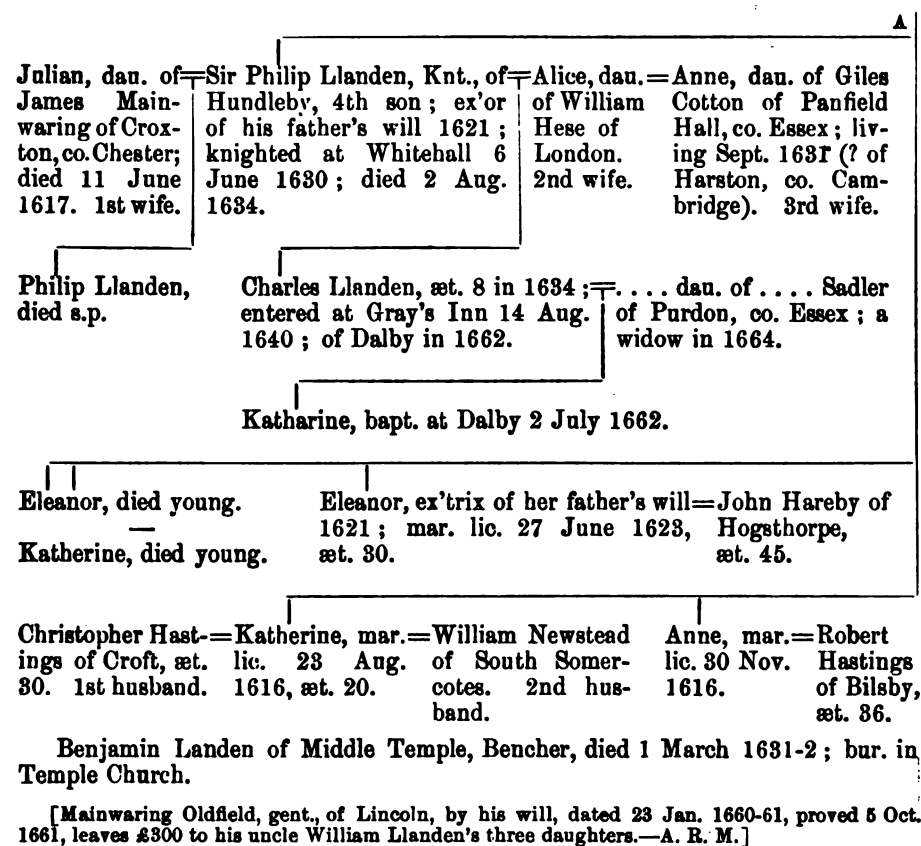 A
Julian, dau. of=Sir Philip Llanden, Knt., of=Alice, dau.=Anne, dau. of Giles
James Main- Hundleby, 4th son ; ex'or of William Cotton of Panfield
waring of Crox- of his father's will 1621 ; Hese of Hall, co. Essex ; liv-
ton, co. Chester; knighted at Whitehall 6 London. ing Sept. 1631 (? of
died 11 June June 1630 ; died 2 Aug. 2nd wife. Harston, co. Cam-
1617. 1st wife. 1634. bridge). 3rd wife.
Philip Llanden, Charles Llanden, æt. 8 in 1634 ;=. . . . dau. of . . . . Sadler
died s.p. entered at Gray's Inn 14 Aug. of Purdon, co. Essex ; a
1640 ; of Dalby in 1662. widow in 1664.
Katharine, bapt. at Dalby 2 July 1662.
Eleanor, died young. Eleanor, ex'trix of her father's will=John Hareby of
— 1621 ; mar. lic. 27 June 1623, Hogsthorpe,
Katherine, died young. æt. 30. æt. 45.
Christopher Hast-=Katherine, mar.=William Newstead Anne, mar.=Robert
ings of Croft, æt. lic. 23 Aug. of South Somer- lic. 30 Nov. Hastings
30. 1st husband. 1616, æt. 20. cotes. 2nd hus- 1616. of Bilsby,
band. æt. 36.
Benjamin Landen of Middle Temple, Bencher, died 1 March 1631-2 ; bur. in
Temple Church.
[Mainwaring Oldfield, gent., of Lincoln, by his will, dated 23 Jan. 1660-61, proved 5 Oct.
1661, leaves £300 to his uncle William Llanden's three daughters.—A. R. M.]